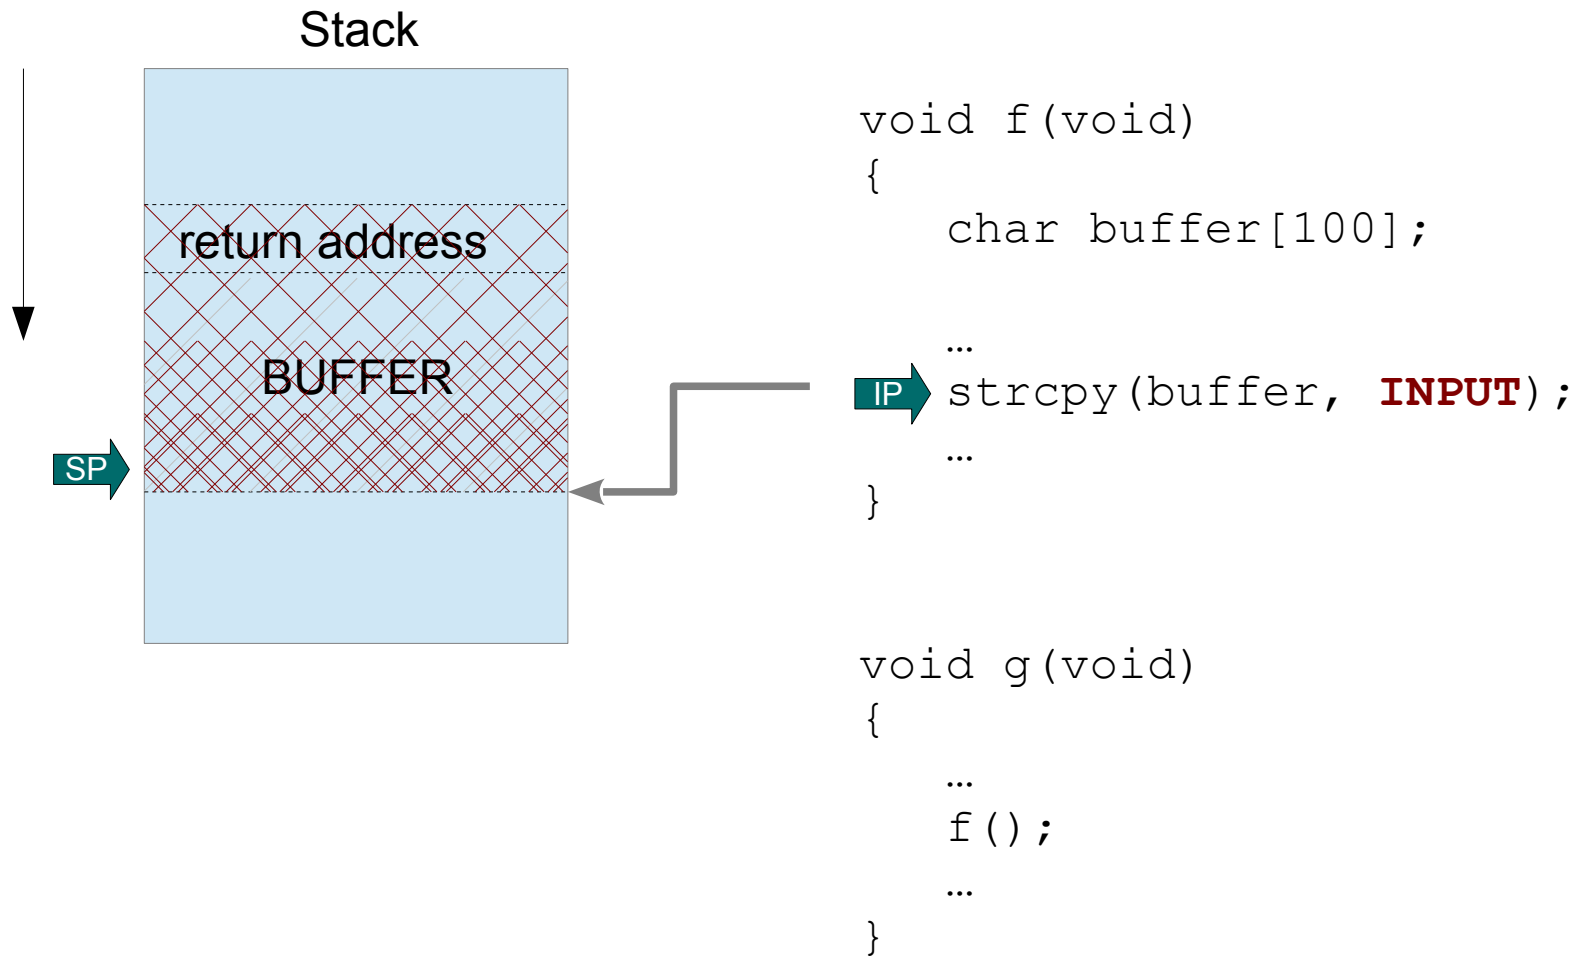 Stack
return address
BUFFER
SP
void f(void)
{
char buffer[100];
…
IP
strcpy(buffer, INPUT);
…
}
void g(void)
{
…
f();
…
}